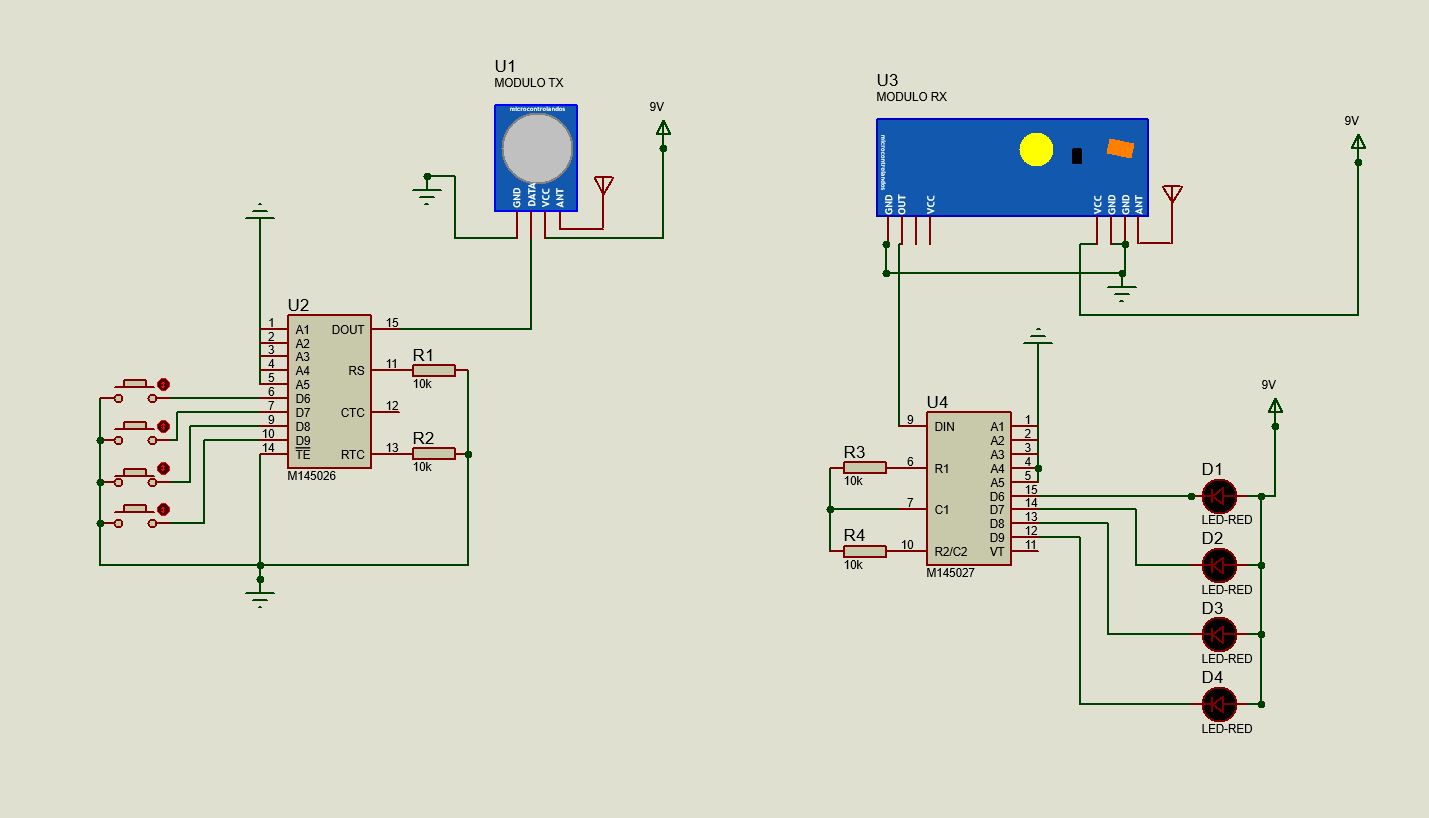 U1
MODULO TX
microcontrolandos
GND
DATA
VCC
ANT
9V
U3
MODULO RX
microcontrolandos
GND
OUT
VCC
VCC
GND
GND
ANT
9V
U2
1 A1 DOUT 15
2 A2
3 A3
4 A4 RS 11
5 A5
6 D6
7 D7 CTC 12
9 D8
10 D9
14 TE RTC 13
M145026
R1
10k
R2
10k
U4
9 DIN A1 1
A2 2
A3 3
6 R1 A4 4
A5 5
D6 15
7 C1 D7 14
D8 13
D9 12
10 R2/C2 VT 11
M145027
R3
10k
R4
10k
9V
D1
LED-RED
D2
LED-RED
D3
LED-RED
D4
LED-RED